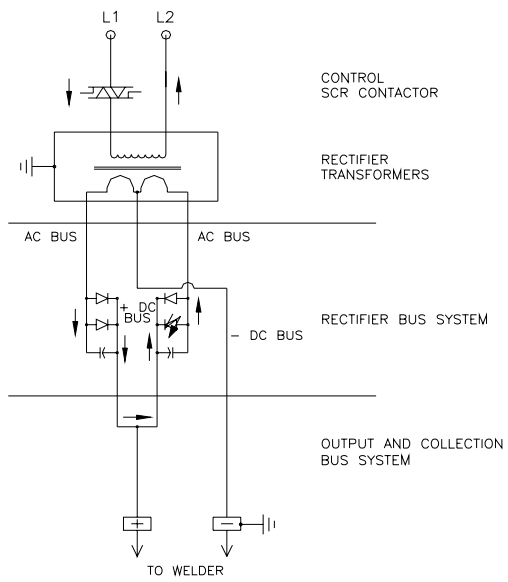 L1 L2
CONTROL
SCR CONTACTOR
RECTIFIER
TRANSFORMERS
AC BUS AC BUS
+ DC
BUS
RECTIFIER BUS SYSTEM
– DC BUS
OUTPUT AND COLLECTION
BUS SYSTEM
+ –
TO WELDER